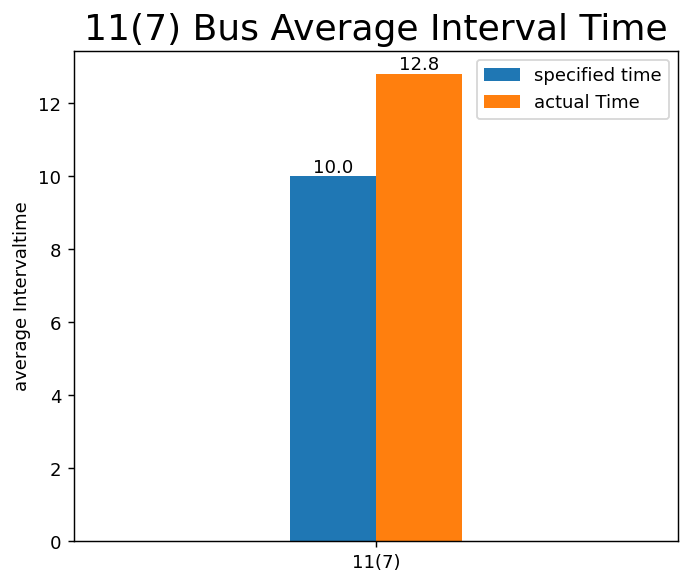 11(7) Bus Average Interval Time
12.8
specified time
actual Time
10.0
12
10
8
6
4
2
0
average Intervaltime
11(7)